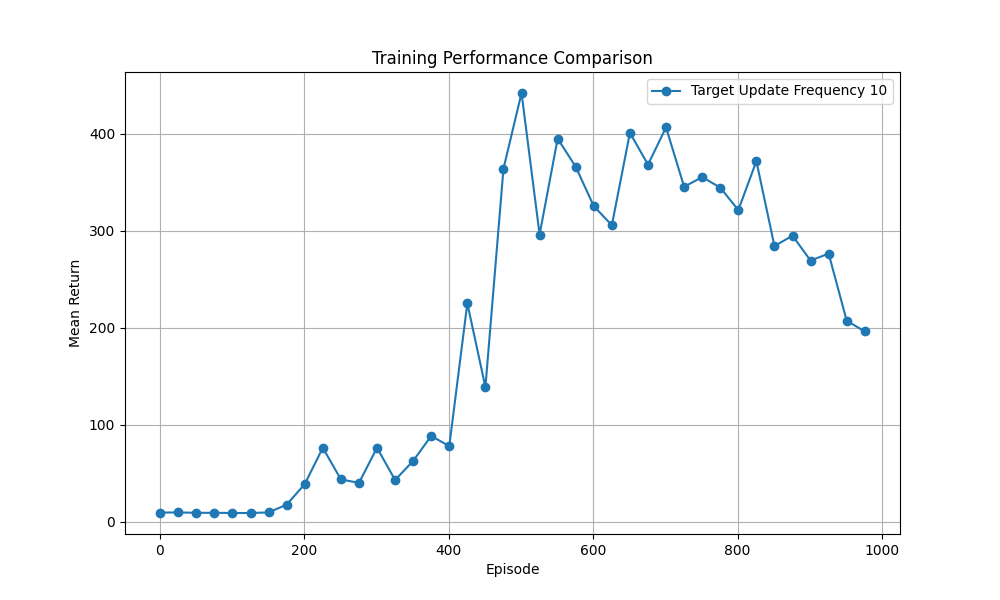 Training Performance Comparison
Target Update Frequency 10
Mean Return
400
300
200
100
0
0 200 400 600 800 1000
Episode